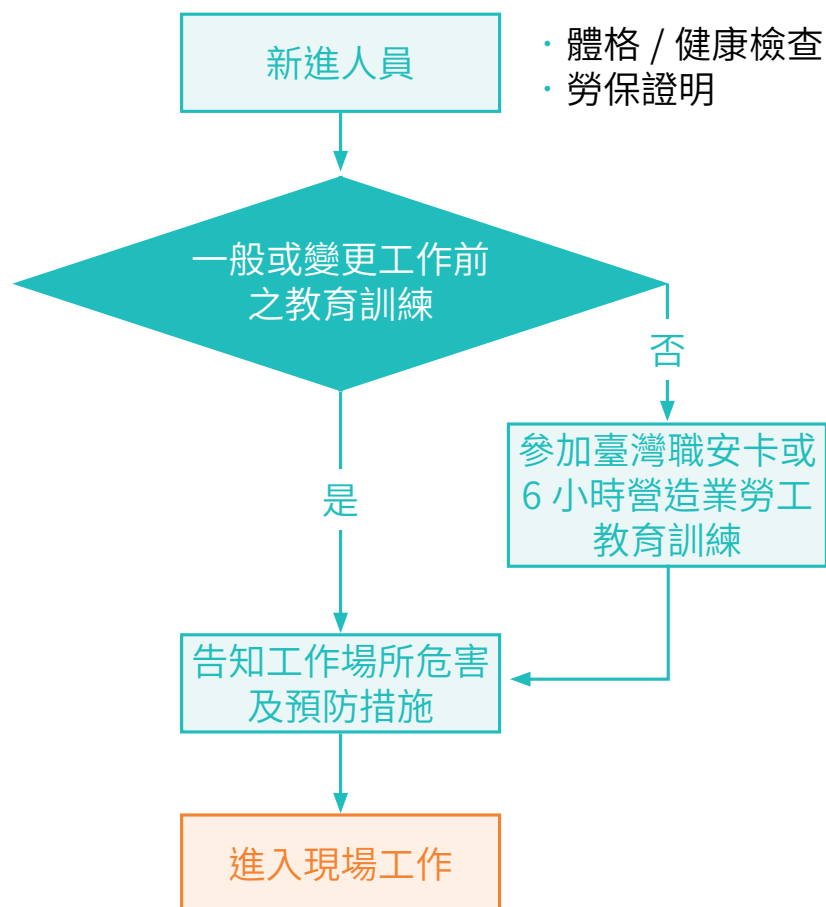 新進人員
· 體格 / 健康檢查
· 勞保證明
一般或變更工作前
之教育訓練
否
參加臺灣職安卡或
6 小時營造業勞工
教育訓練
是
告知工作場所危害
及預防措施
進入現場工作